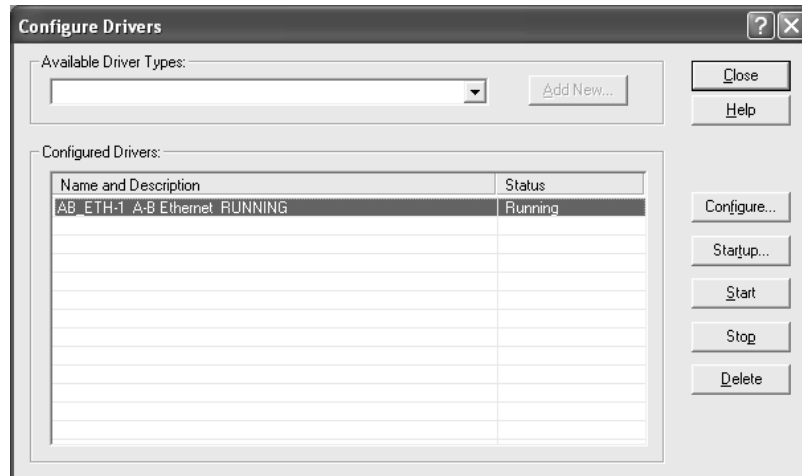 Configure Drivers
Available Driver Types:
Add New...
Close
Help
Configured Drivers:
Name and Description Status
AB_ETH-1 A-B Ethernet RUNNING Running
Configure...
Startup...
Start
Stop
Delete